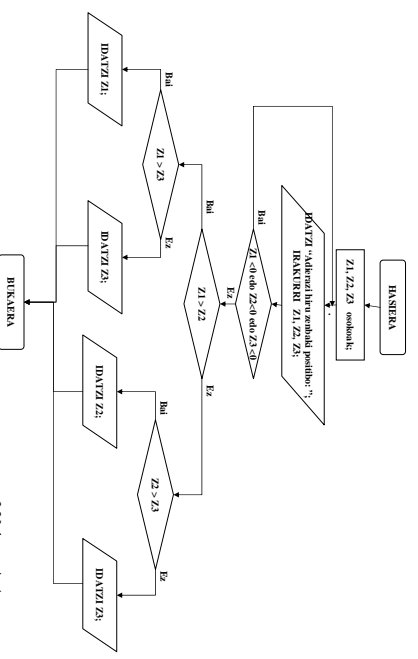 HASIERA
Z1, Z2, Z3 osokoak;
IDATZI “Adierazi hiru zenbaki positibo: ”;
IRAKURRI Z1, Z2, Z3;
Z1 <0 edo Z2<0 edo Z3 <0
Bai
Ez
Z1 > Z2
Bai
Ez
Z1 > Z3
Bai
Ez
Z2 > Z3
Bai
Ez
IDATZI Z1;
IDATZI Z3;
IDATZI Z2;
IDATZI Z3;
BUKAERA